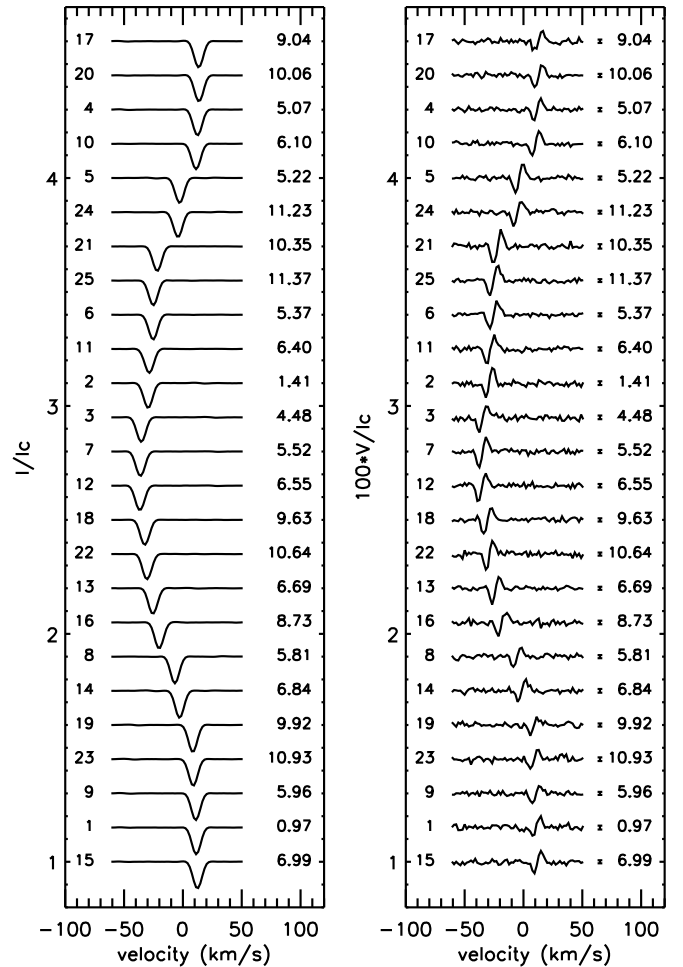 17 9.04 17 9.04
20 10.06 20 10.06
4 5.07 4 5.07
10 6.10 10 6.10
4 5 5.22 4 5 5.22
24 11.23 24 11.23
21 10.35 21 10.35
25 11.37 25 11.37
6 5.37 6 5.37
11 6.40 11 6.40
2 1.41 2 1.41
3 3
3 4.48 3 4.48
I/Ic 100*V/Ic
7 5.52 7 5.52
12 6.55 12 6.55
18 9.63 18 9.63
22 10.64 22 10.64
13 6.69 13 6.69
2 16 8.73 2 16 8.73
8 5.81 8 5.81
14 6.84 14 6.84
19 9.92 19 9.92
23 10.93 23 10.93
9 5.96 9 5.96
1 0.97 1 0.97
1 15 6.99 1 15 6.99
−100 −50 0 50 100 −100 −50 0 50 100
velocity (km/s) velocity (km/s)